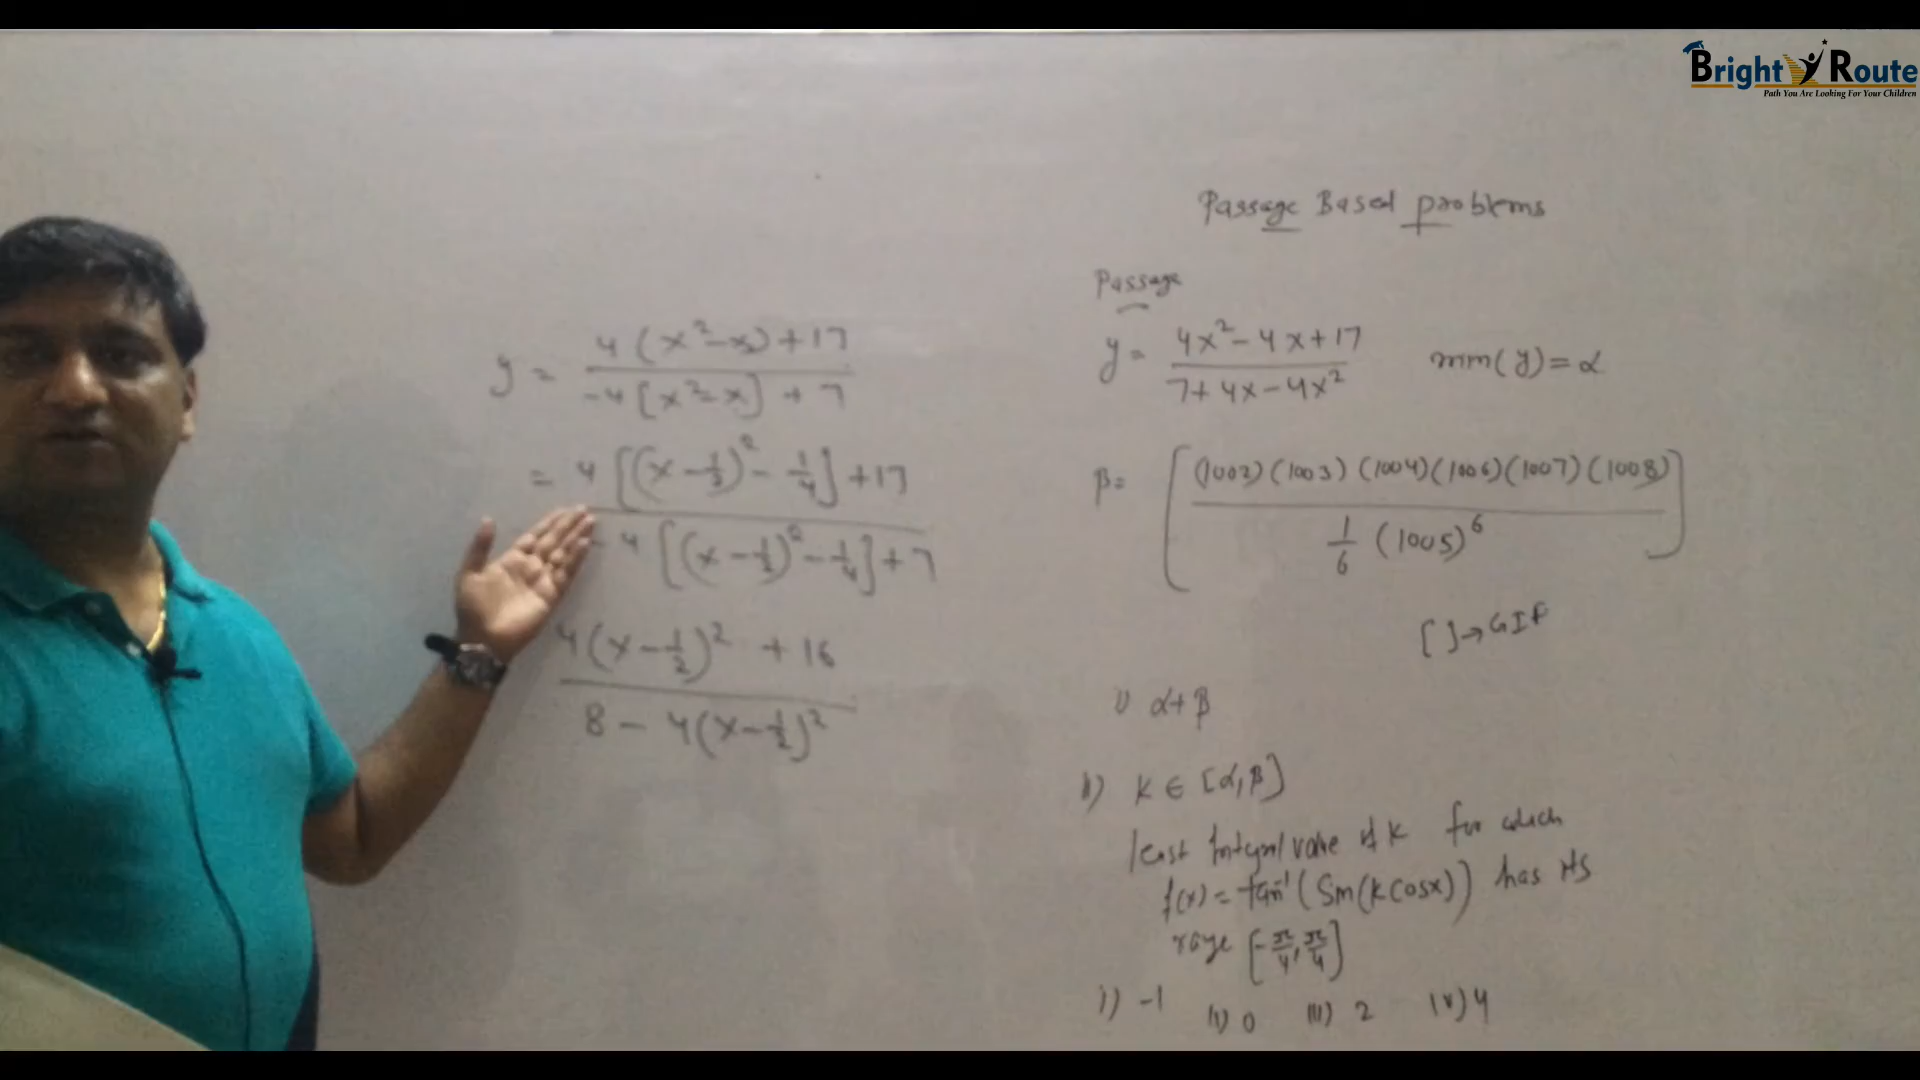 Bright Route
Path You Are Looking For Your Children
Passage Based problems
Passage
y = 4x² - 4x + 17 / 7 + 4x - 4x² min(y) = α
β = [ (1002)(1003)(1004)(1006)(1007)(1008) / 1/6 (1005)⁶ ]
[ ] → GIF
i) α + β
ii) K ∈ [α, β]
least Integral value of K for which
f(x) = tan⁻¹(Sin(K cosx)) has its
range [-π/4, π/4]
i) -1 ii) 0 iii) 2 iv) 4
y = 4(x² - x) + 17 / -4[x² - x] + 7
= 4[(x - 1/2)² - 1/4] + 17 / -4[(x - 1/2)² - 1/4] + 7
4(x - 1/2)² + 16 / 8 - 4(x - 1/2)²